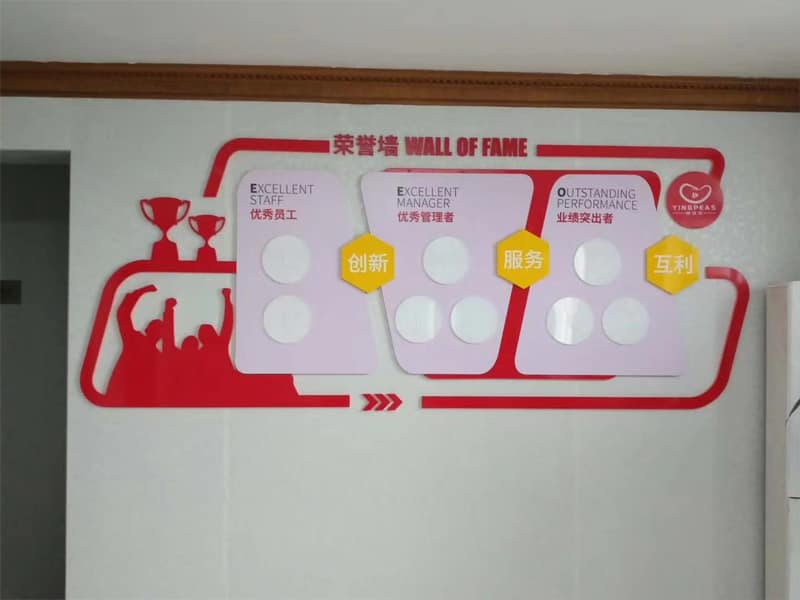 荣誉墙 WALL OF FAME
EXCELLENT
STAFF
优秀员工
创新
EXCELLENT
MANAGER
优秀管理者
服务
OUTSTANDING
PERFORMANCE
业绩突出者
互利
YINGPEAS